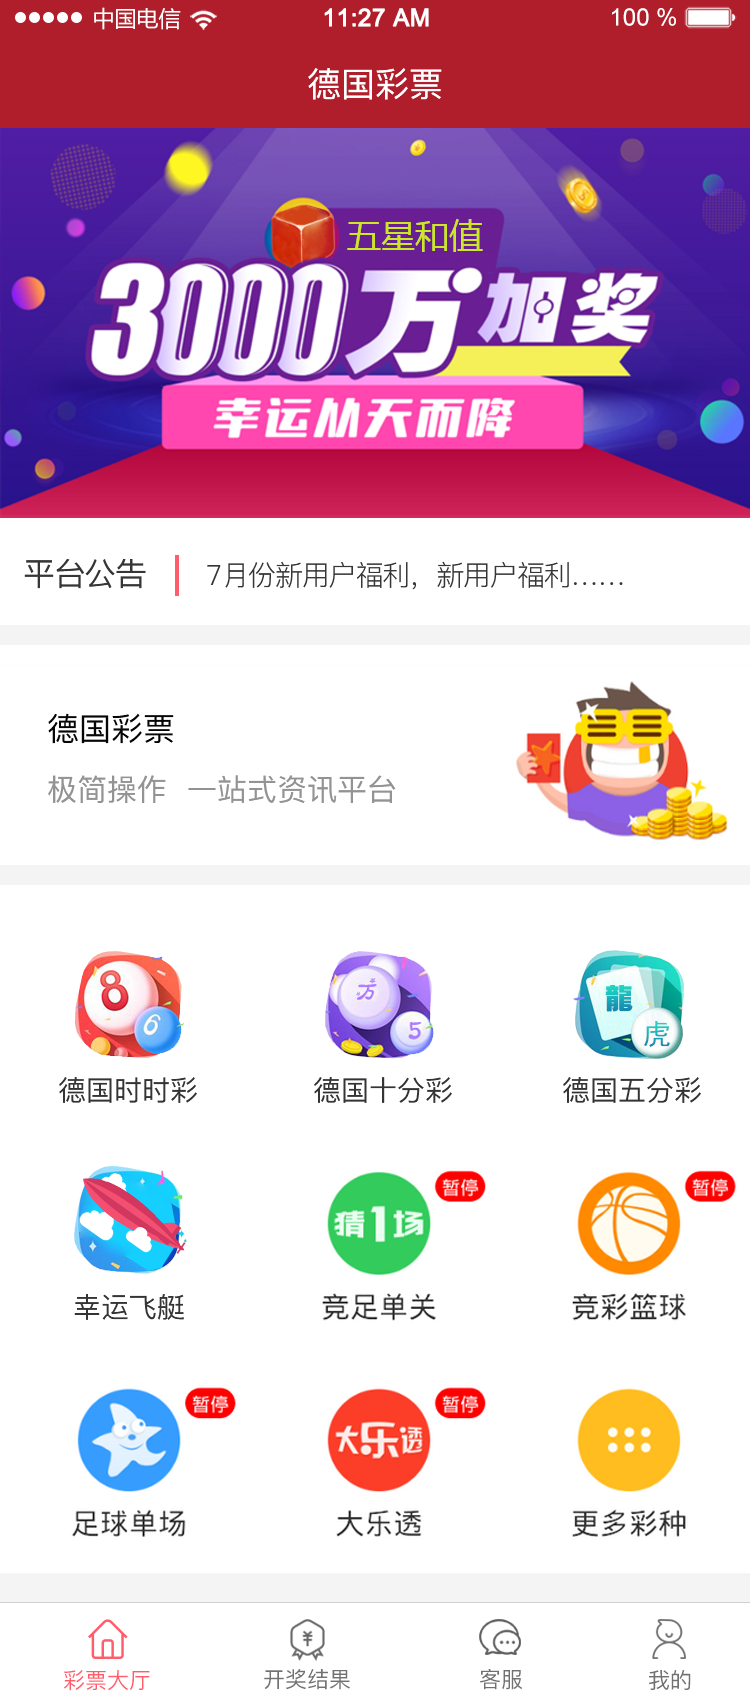 中国电信 11:27 AM 100 %
德国彩票
五星和值
3000万加奖
幸运从天而降
平台公告 7月份新用户福利，新用户福利……
德国彩票
极简操作 一站式资讯平台
8 6 万 5 龍 虎
德国时时彩 德国十分彩 德国五分彩
猜1场 暂停 暂停
幸运飞艇 竞足单关 竞彩篮球
暂停 大乐透 暂停
足球单场 大乐透 更多彩种
彩票大厅 开奖结果 客服 我的